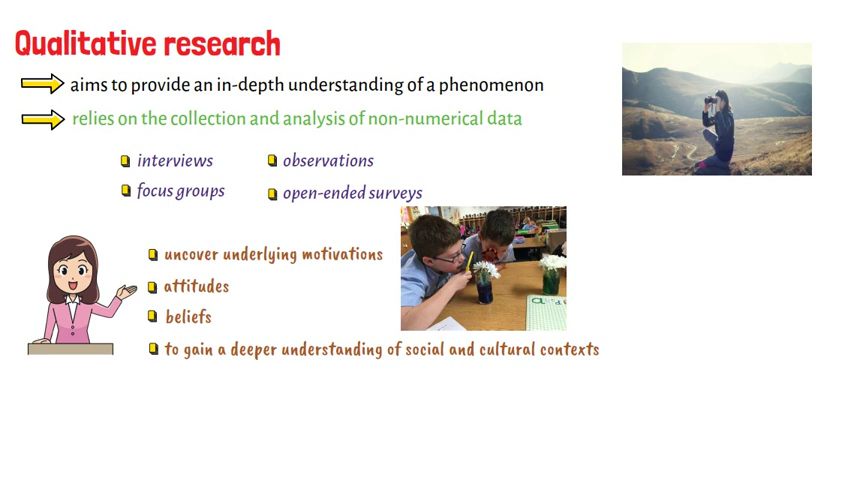 Qualitative research
aims to provide an in-depth understanding of a phenomenon
relies on the collection and analysis of non-numerical data
interviews
observations
focus groups
open-ended surveys
uncover underlying motivations
attitudes
beliefs
to gain a deeper understanding of social and cultural contexts